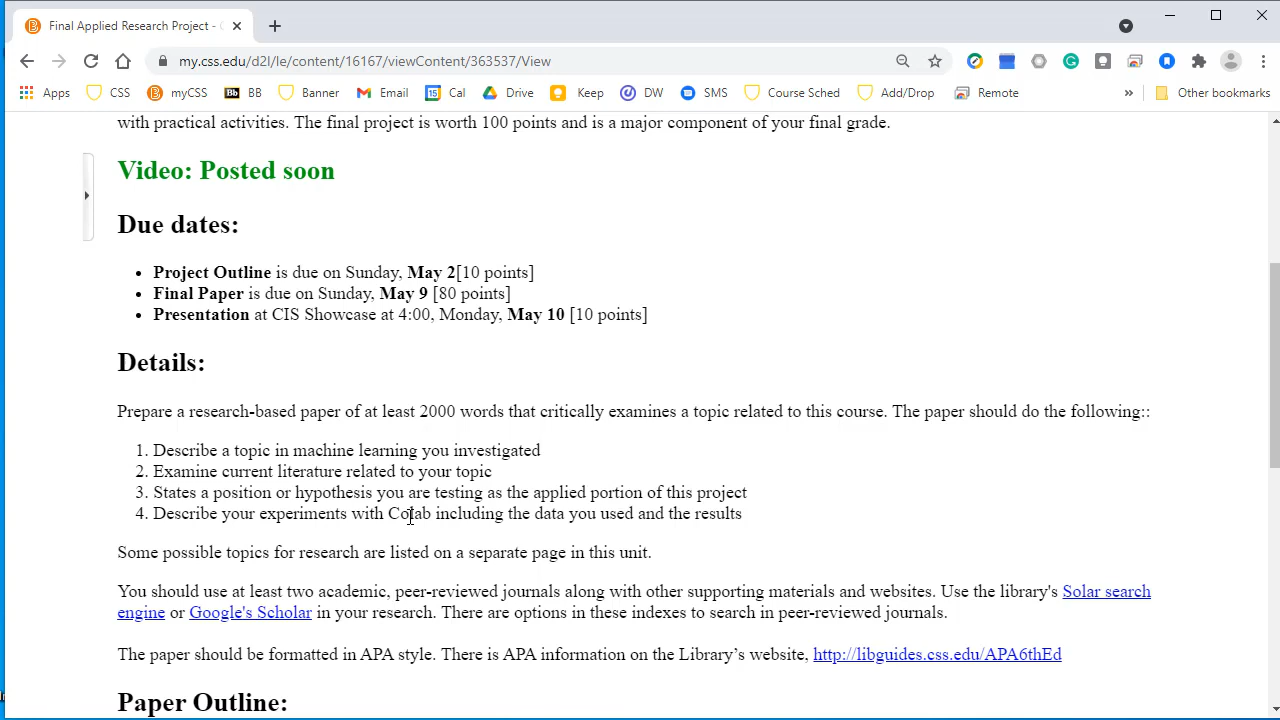 Final Applied Research Project - 
my.css.edu/d2l/le/content/16167/viewContent/363537/View
Apps CSS myCSS Bb BB Banner Email 15 Cal Drive Keep DW SMS Course Sched Add/Drop Remote » Other bookmarks
with practical activities. The final project is worth 100 points and is a major component of your final grade.
Video: Posted soon
Due dates:
• Project Outline is due on Sunday, May 2[10 points]
• Final Paper is due on Sunday, May 9 [80 points]
• Presentation at CIS Showcase at 4:00, Monday, May 10 [10 points]
Details:
Prepare a research-based paper of at least 2000 words that critically examines a topic related to this course. The paper should do the following::
1. Describe a topic in machine learning you investigated
2. Examine current literature related to your topic
3. States a position or hypothesis you are testing as the applied portion of this project
4. Describe your experiments with Colab including the data you used and the results
Some possible topics for research are listed on a separate page in this unit.
You should use at least two academic, peer-reviewed journals along with other supporting materials and websites. Use the library's Solar search
engine or Google's Scholar in your research. There are options in these indexes to search in peer-reviewed journals.
The paper should be formatted in APA style. There is APA information on the Library’s website, http://libguides.css.edu/APA6thEd
Paper Outline: